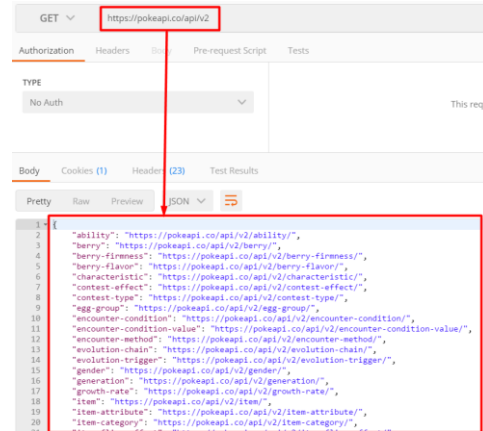 GET https://pokeapi.co/api/v2
Authorization Headers Body Pre-request Script Tests
TYPE
No Auth
This req
Body Cookies (1) Headers (23) Test Results
Pretty Raw Preview JSON
1 {
2 "ability": "https://pokeapi.co/api/v2/ability/",
3 "berry": "https://pokeapi.co/api/v2/berry/",
4 "berry-firmness": "https://pokeapi.co/api/v2/berry-firmness/",
5 "berry-flavor": "https://pokeapi.co/api/v2/berry-flavor/",
6 "characteristic": "https://pokeapi.co/api/v2/characteristic/",
7 "contest-effect": "https://pokeapi.co/api/v2/contest-effect/",
8 "contest-type": "https://pokeapi.co/api/v2/contest-type/",
9 "egg-group": "https://pokeapi.co/api/v2/egg-group/",
10 "encounter-condition": "https://pokeapi.co/api/v2/encounter-condition/",
11 "encounter-condition-value": "https://pokeapi.co/api/v2/encounter-condition-value/",
12 "encounter-method": "https://pokeapi.co/api/v2/encounter-method/",
13 "evolution-chain": "https://pokeapi.co/api/v2/evolution-chain/",
14 "evolution-trigger": "https://pokeapi.co/api/v2/evolution-trigger/",
15 "gender": "https://pokeapi.co/api/v2/gender/",
16 "generation": "https://pokeapi.co/api/v2/generation/",
17 "growth-rate": "https://pokeapi.co/api/v2/growth-rate/",
18 "item": "https://pokeapi.co/api/v2/item/",
19 "item-attribute": "https://pokeapi.co/api/v2/item-attribute/",
20 "item-category": "https://pokeapi.co/api/v2/item-category/",